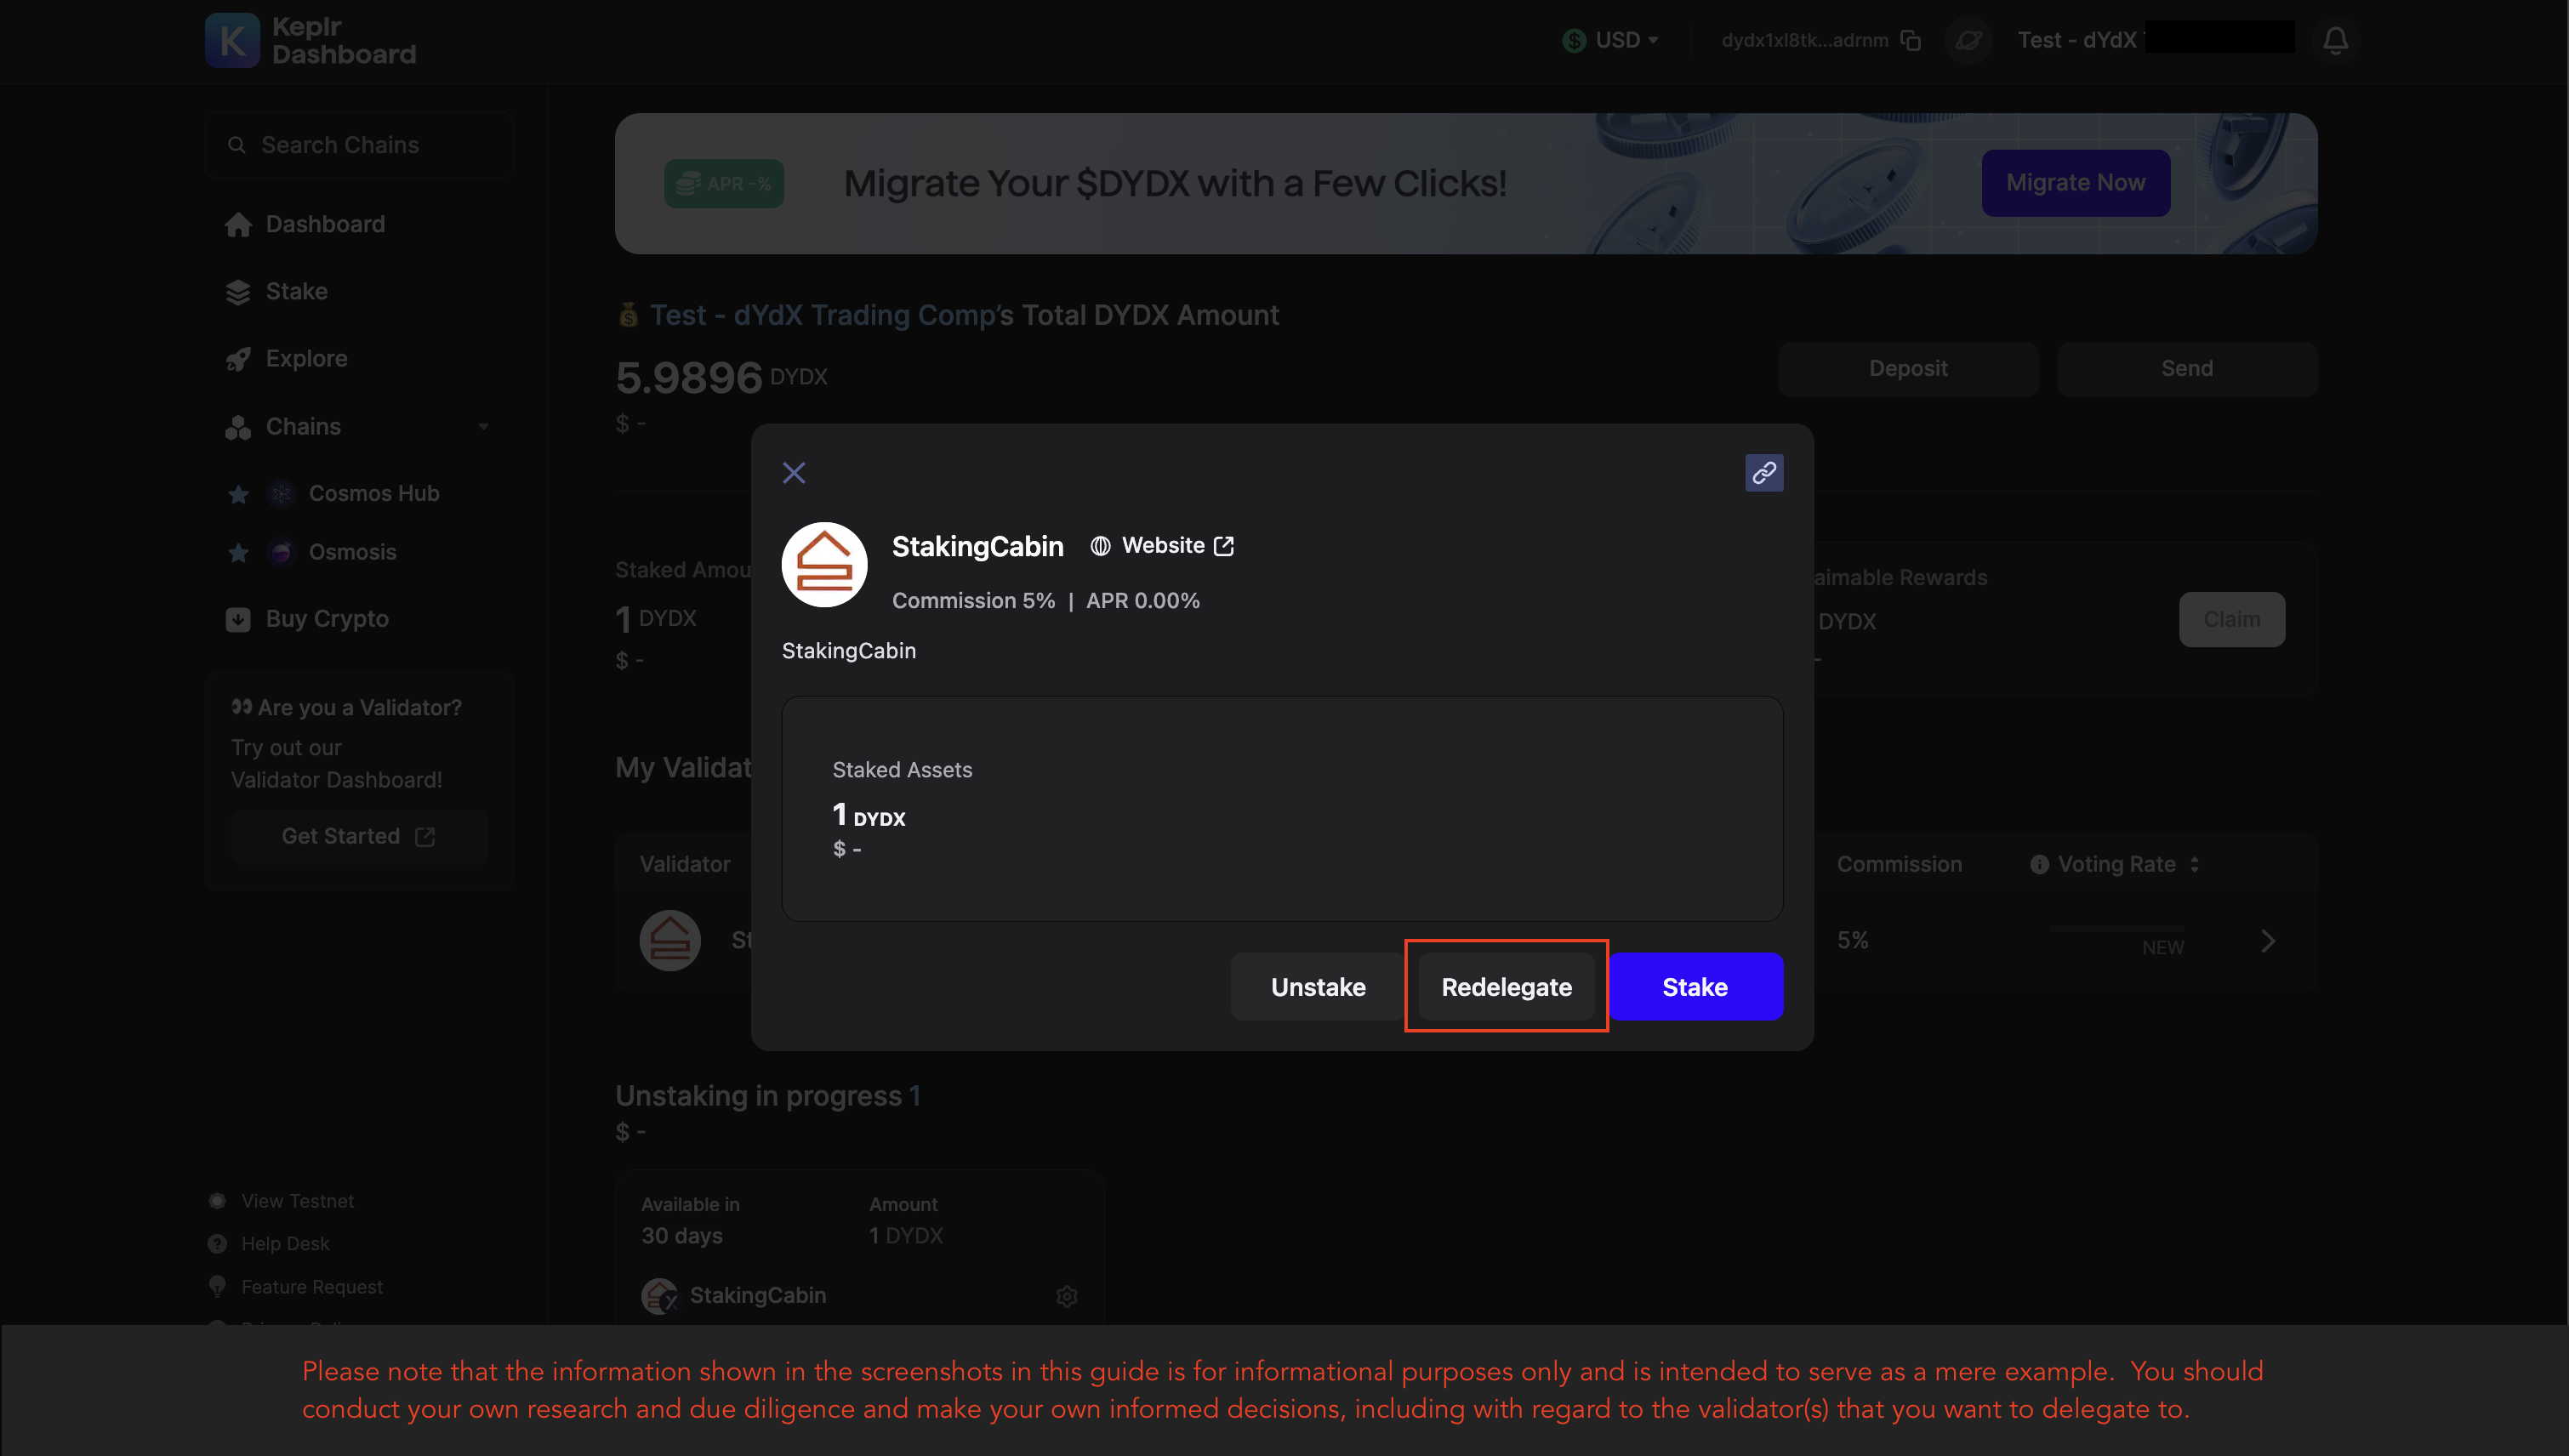 Keplr
Dashboard
USD
dydx1xl8tk...adrnm
Test - dYdX
Search Chains
Dashboard
Stake
Explore
Chains
Cosmos Hub
Osmosis
Buy Crypto
👀 Are you a Validator?
Try out our
Validator Dashboard!
Get Started
View Testnet
Help Desk
Feature Request
APR -%
Migrate Your $DYDX with a Few Clicks!
Migrate Now
💰 Test - dYdX Trading Comp’s Total DYDX Amount
5.9896 DYDX
$ -
Deposit
Send
Staked Amou
1 DYDX
$ -
aimable Rewards
DYDX
-
Claim
My Validat
Validator
Commission
Voting Rate
St
5%
NEW
StakingCabin
Website
Commission 5% | APR 0.00%
StakingCabin
Staked Assets
1 DYDX
$ -
Unstake
Redelegate
Stake
Unstaking in progress 1
$ -
Available in
Amount
30 days
1 DYDX
StakingCabin
Please note that the information shown in the screenshots in this guide is for informational purposes only and is intended to serve as a mere example. You should
conduct your own research and due diligence and make your own informed decisions, including with regard to the validator(s) that you want to delegate to.